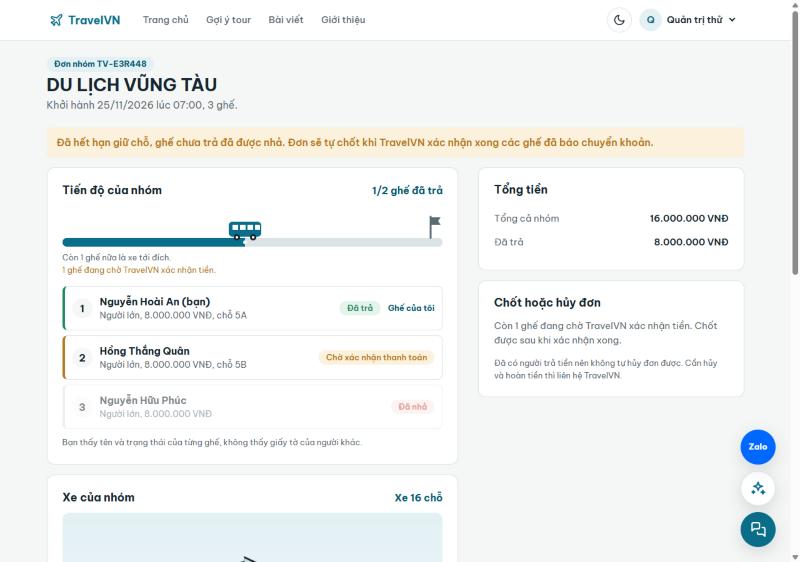 TravelVN
Trang chủ
Gợi ý tour
Bài viết
Giới thiệu
Q
Quản trị thử
Đơn nhóm TV-E3R448
DU LỊCH VŨNG TÀU
Khởi hành 25/11/2026 lúc 07:00, 3 ghế.
Đã hết hạn giữ chỗ, ghế chưa trả đã được nhả. Đơn sẽ tự chốt khi TravelVN xác nhận xong các ghế đã báo chuyển khoản.
Tiến độ của nhóm
1/2 ghế đã trả
Còn 1 ghế nữa là xe tới đích.
1 ghế đang chờ TravelVN xác nhận tiền.
1
Nguyễn Hoài An (bạn)
Người lớn, 8.000.000 VNĐ, chỗ 5A
Đã trả
Ghế của tôi
2
Hồng Thắng Quân
Người lớn, 8.000.000 VNĐ, chỗ 5B
Chờ xác nhận thanh toán
3
Nguyễn Hữu Phúc
Người lớn, 8.000.000 VNĐ
Đã nhả
Bạn thấy tên và trạng thái của từng ghế, không thấy giấy tờ của người khác.
Xe của nhóm
Xe 16 chỗ
Tổng tiền
Tổng cả nhóm
16.000.000 VNĐ
Đã trả
8.000.000 VNĐ
Chốt hoặc hủy đơn
Còn 1 ghế đang chờ TravelVN xác nhận tiền. Chốt
được sau khi xác nhận xong.
Đã có người trả tiền nên không tự hủy đơn được. Cần hủy
và hoàn tiền thì liên hệ TravelVN.
Zalo